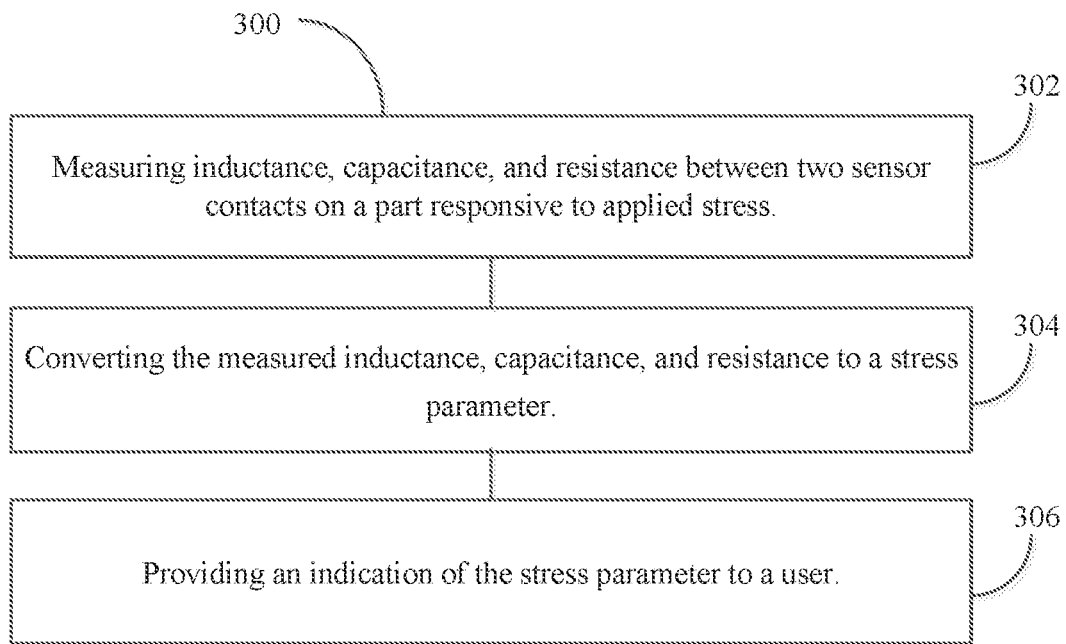 300
302
Measuring inductance, capacitance, and resistance between two sensor
contacts on a part responsive to applied stress.
304
Converting the measured inductance, capacitance, and resistance to a stress
parameter.
306
Providing an indication of the stress parameter to a user.